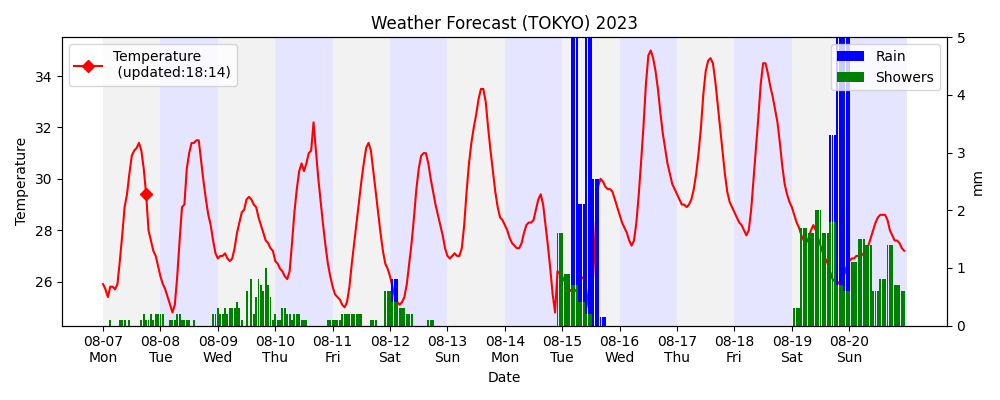 Weather Forecast (TOKYO) 2023
Temperature
(updated:18:14)
Rain
Showers
Temperature
34
32
30
28
26
5
4
3
2
1
0
mm
08-07 08-08 08-09 08-10 08-11 08-12 08-13 08-14 08-15 08-16 08-17 08-18 08-19 08-20
Mon Tue Wed Thu Fri Sat Sun Mon Tue Wed Thu Fri Sat Sun
Date